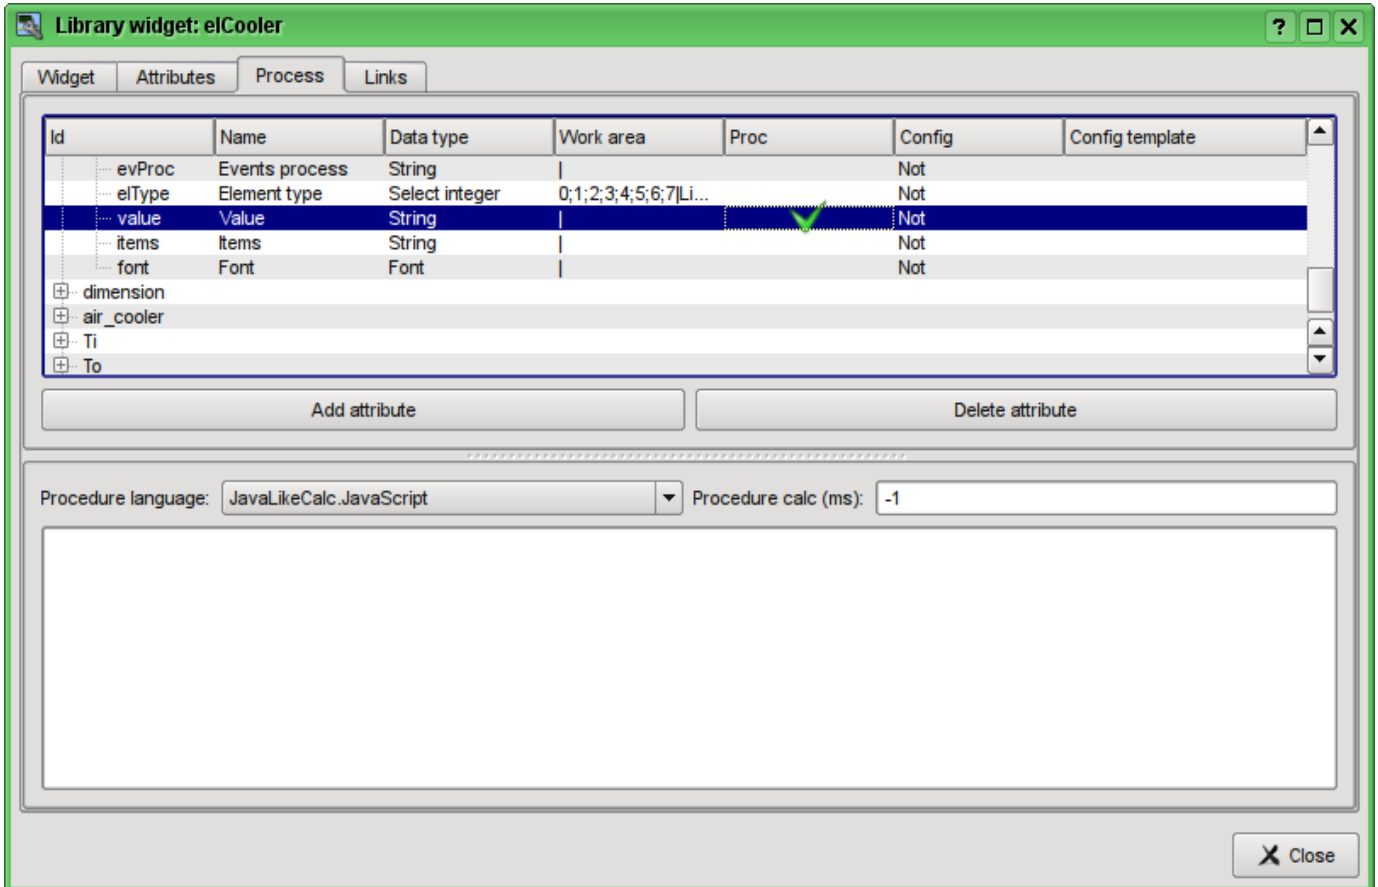 Library widget: elCooler
Widget Attributes Process Links
Id Name Data type Work area Proc Config Config template
evProc Events process String | Not
elType Element type Select integer 0;1;2;3;4;5;6;7|Li... Not
value Value String | Not
items Items String | Not
font Font Font | Not
dimension
air_cooler
Ti
To
Add attribute Delete attribute
Procedure language: JavaLikeCalc.JavaScript Procedure calc (ms): -1
Close